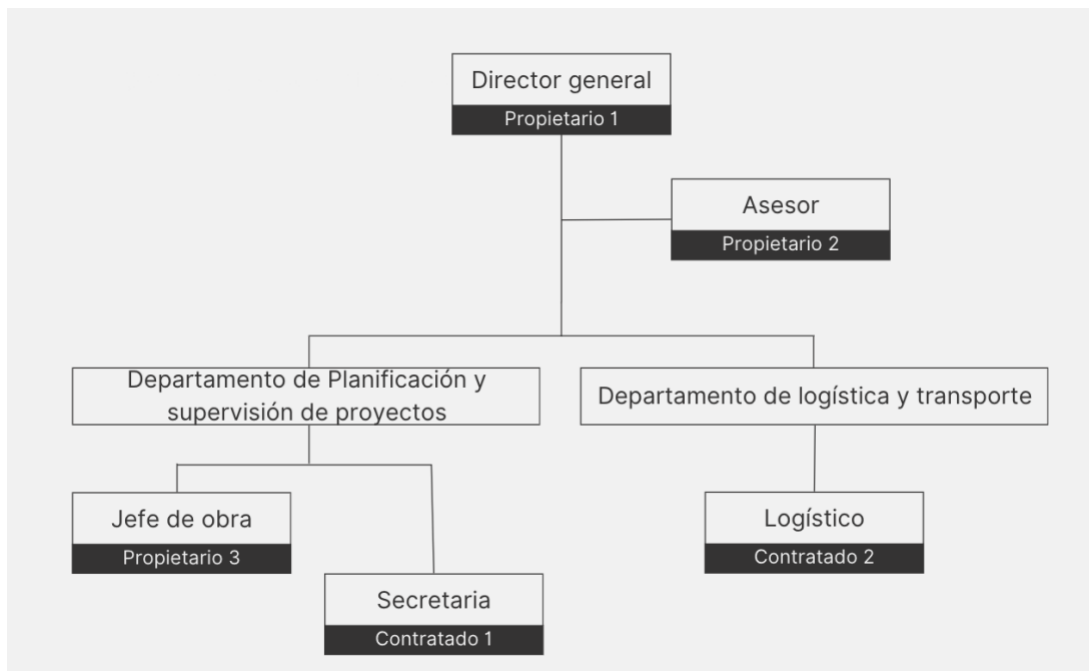 Director general
Propietario 1
Asesor
Propietario 2
Departamento de Planificación y
supervisión de proyectos
Departamento de logística y transporte
Jefe de obra
Propietario 3
Logístico
Contratado 2
Secretaria
Contratado 1